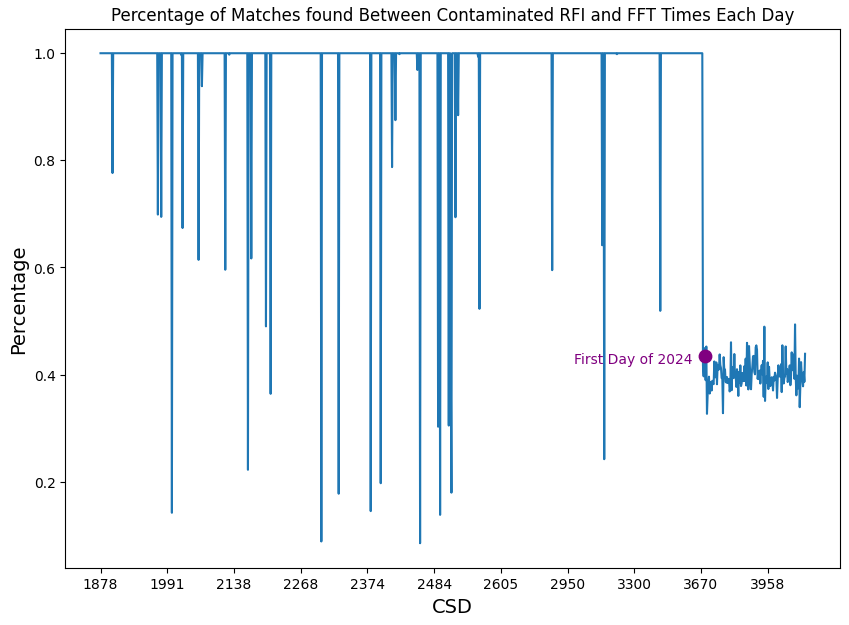 Percentage of Matches found Between Contaminated RFI and FFT Times Each Day
1.0
0.8
0.6
0.4
0.2
Percentage
First Day of 2024
1878 1991 2138 2268 2374 2484 2605 2950 3300 3670 3958
CSD